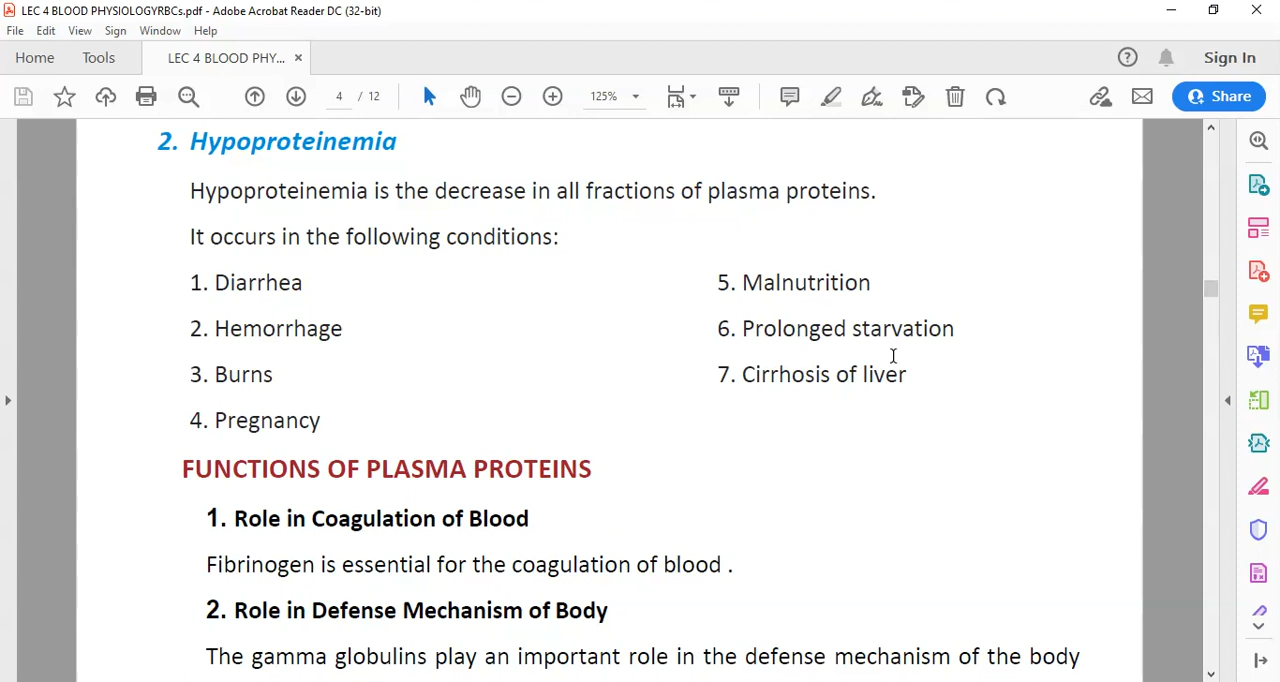 LEC 4 BLOOD PHYSIOLOGYRBCs.pdf - Adobe Acrobat Reader DC (32-bit)
File Edit View Sign Window Help
Home Tools LEC 4 BLOOD PHY... × Sign In
4 / 12 125% Share
2. Hypoproteinemia
Hypoproteinemia is the decrease in all fractions of plasma proteins.
It occurs in the following conditions:
1. Diarrhea
2. Hemorrhage
3. Burns
4. Pregnancy
5. Malnutrition
6. Prolonged starvation
7. Cirrhosis of liver
FUNCTIONS OF PLASMA PROTEINS
1. Role in Coagulation of Blood
Fibrinogen is essential for the coagulation of blood .
2. Role in Defense Mechanism of Body
The gamma globulins play an important role in the defense mechanism of the body